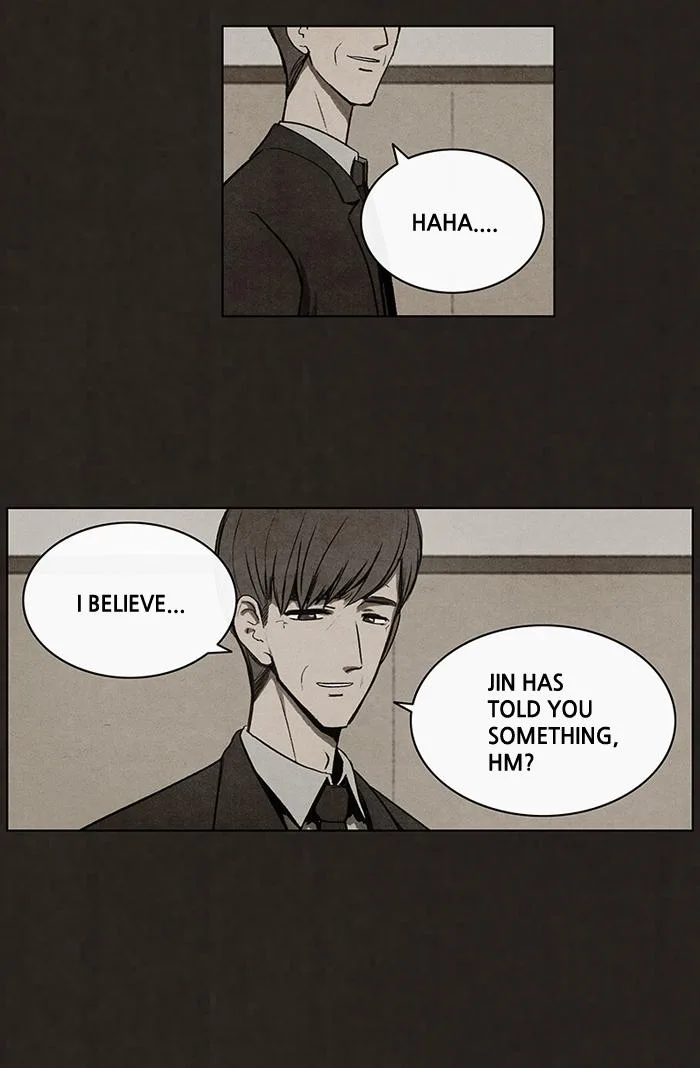 HAHA....
I BELIEVE...
JIN HAS
TOLD YOU
SOMETHING,
HM?